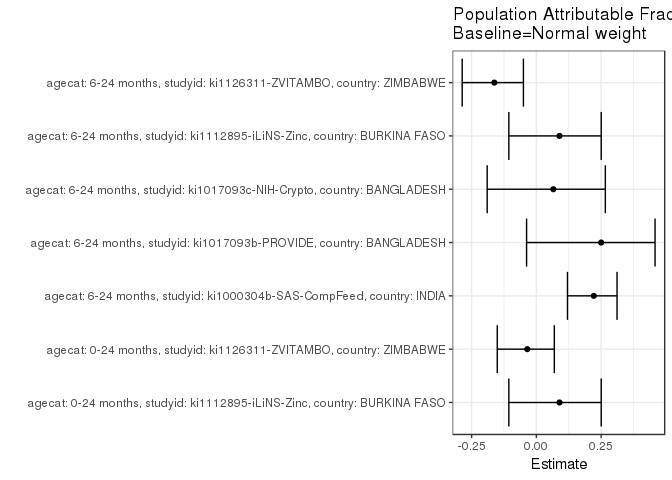 Population Attributable Frac
Baseline=Normal weight
agecat: 6-24 months, studyid: ki1126311-ZVITAMBO, country: ZIMBABWE
agecat: 6-24 months, studyid: ki1112895-iLiNS-Zinc, country: BURKINA FASO
agecat: 6-24 months, studyid: ki1017093c-NIH-Crypto, country: BANGLADESH
agecat: 6-24 months, studyid: ki1017093b-PROVIDE, country: BANGLADESH
agecat: 6-24 months, studyid: ki1000304b-SAS-CompFeed, country: INDIA
agecat: 0-24 months, studyid: ki1126311-ZVITAMBO, country: ZIMBABWE
agecat: 0-24 months, studyid: ki1112895-iLiNS-Zinc, country: BURKINA FASO
-0.25 0.00 0.25
Estimate